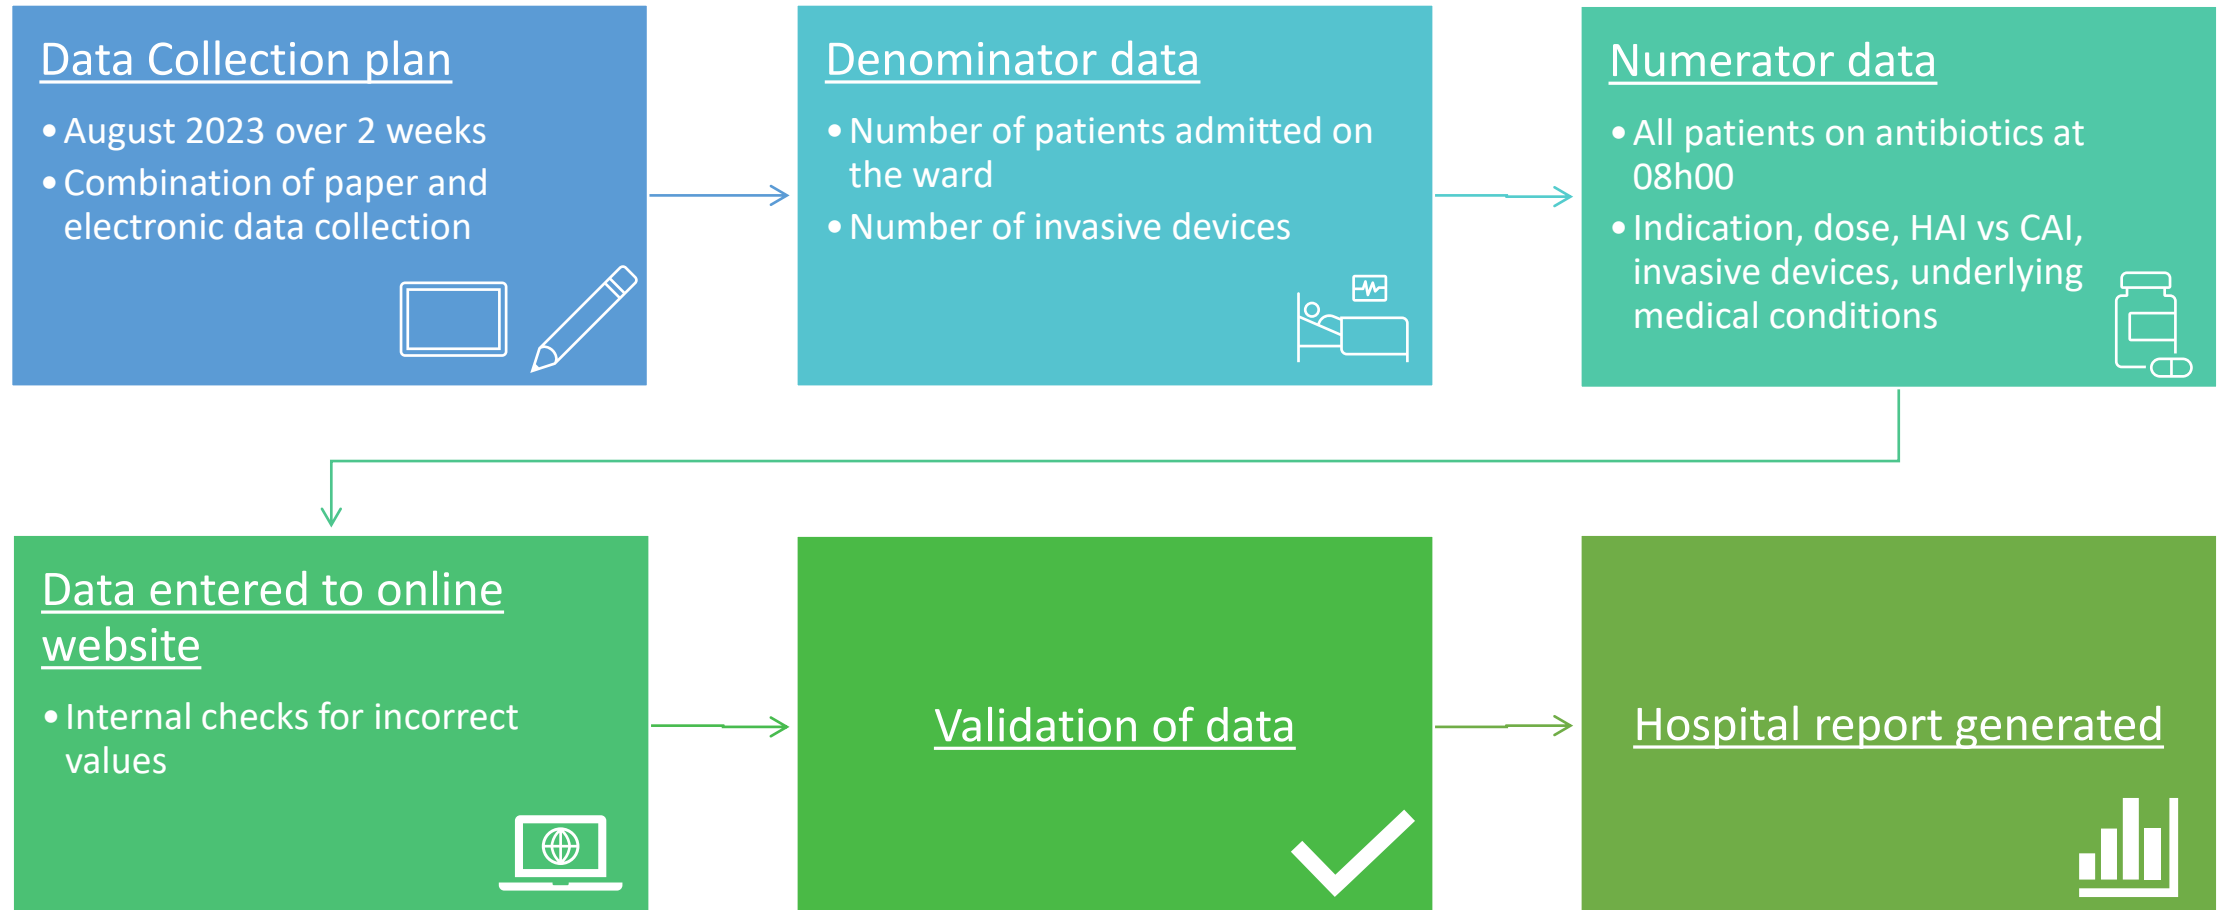 Data Collection plan
• August 2023 over 2 weeks
• Combination of paper and
electronic data collection
Denominator data
• Number of patients admitted on
the ward
• Number of invasive devices
Numerator data
• All patients on antibiotics at
08h00
• Indication, dose, HAI vs CAI,
invasive devices, underlying
medical conditions
Data entered to online
website
• Internal checks for incorrect
values
Validation of data
Hospital report generated